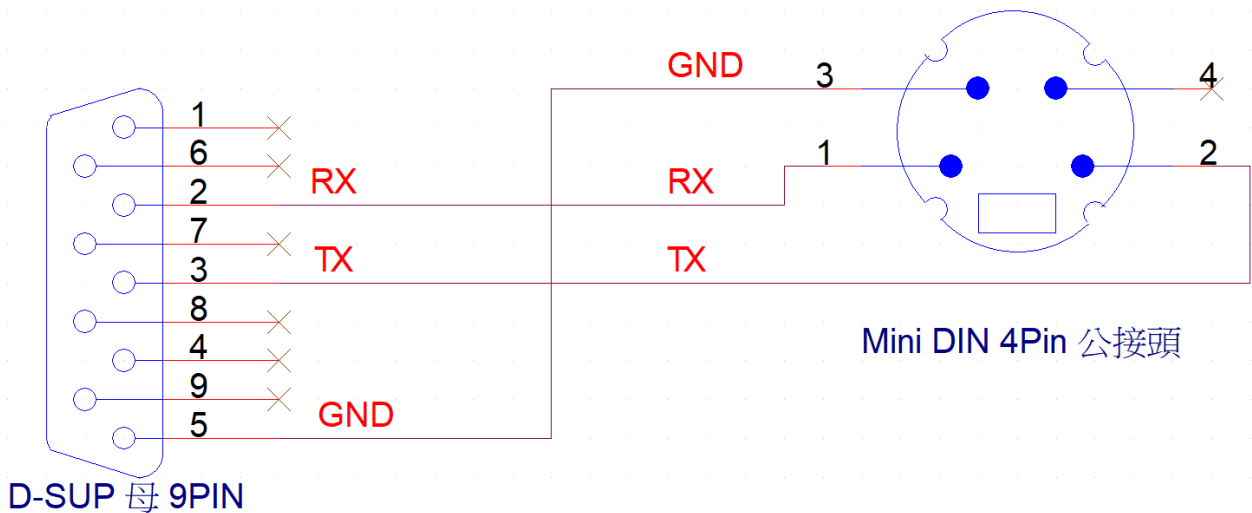 GND
3
4
1
6
RX
RX
1
2
2
7
TX
TX
3
8
Mini DIN 4Pin 公接頭
4
9
GND
5
D-SUP 母 9PIN